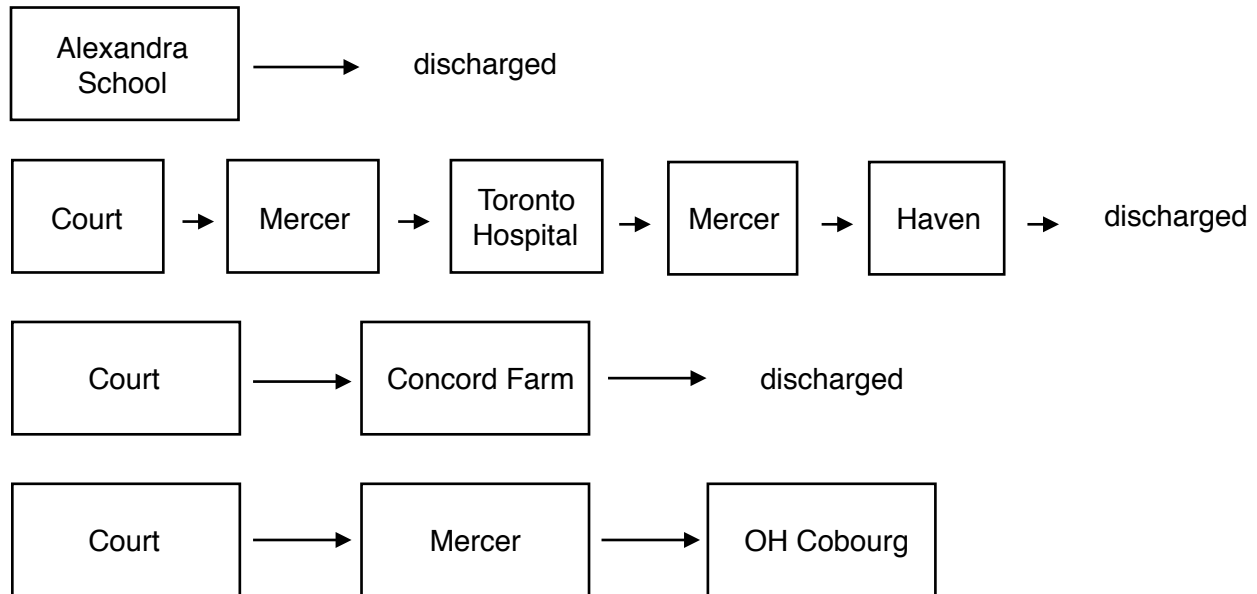 Alexandra
School
discharged
Court
Mercer
Toronto
Hospital
Mercer
Haven
discharged
Court
Concord Farm
discharged
Court
Mercer
OH Cobourg